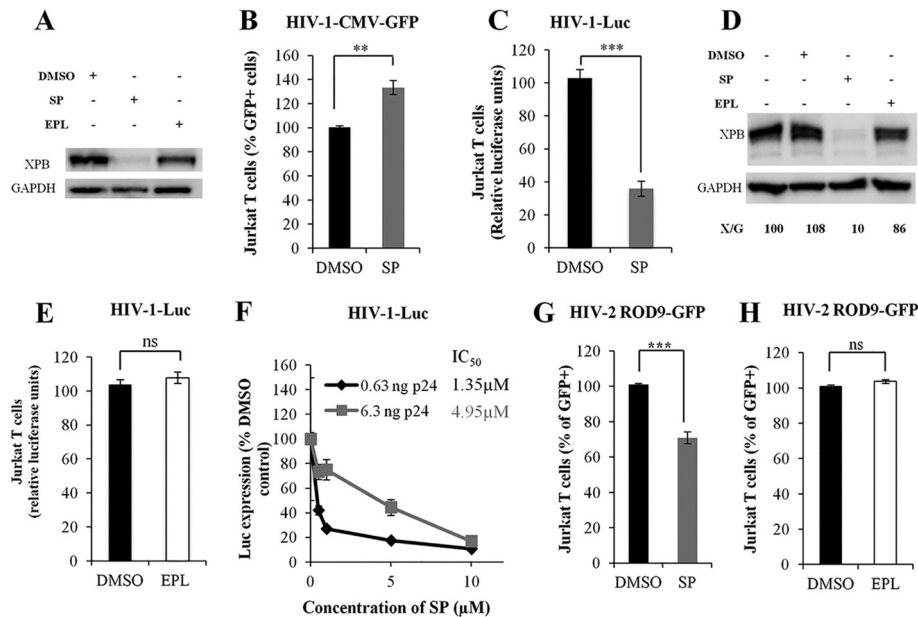 A
DMSO + - -
SP - + -
EPL - - +
XPB
GAPDH
B
HIV-1-CMV-GFP
Jurkat T cells (% GFP+ cells)
160
140
120
100
80
60
40
20
0
**
DMSO SP
C
HIV-1-Luc
Jurkat T cells
(Relative luciferase units)
120
100
80
60
40
20
0
***
DMSO SP
D
DMSO - + - -
SP - - + -
EPL - - - +
XPB
GAPDH
X/G 100 108 10 86
E
HIV-1-Luc
Jurkat T cells
(relative luciferase units)
120
100
80
60
40
20
0
ns
DMSO EPL
F
HIV-1-Luc
Luc expression (% DMSO
control)
160
140
120
100
80
60
40
20
0
IC50
0.63 ng p24 1.35µM
6.3 ng p24 4.95µM
0 5 10
Concentration of SP (µM)
G
HIV-2 ROD9-GFP
Jurkat T cells (% of GFP+)
120
100
80
60
40
20
0
***
DMSO SP
H
HIV-2 ROD9-GFP
Jurkat T cells (% of GFP+)
120
100
80
60
40
20
0
ns
DMSO EPL